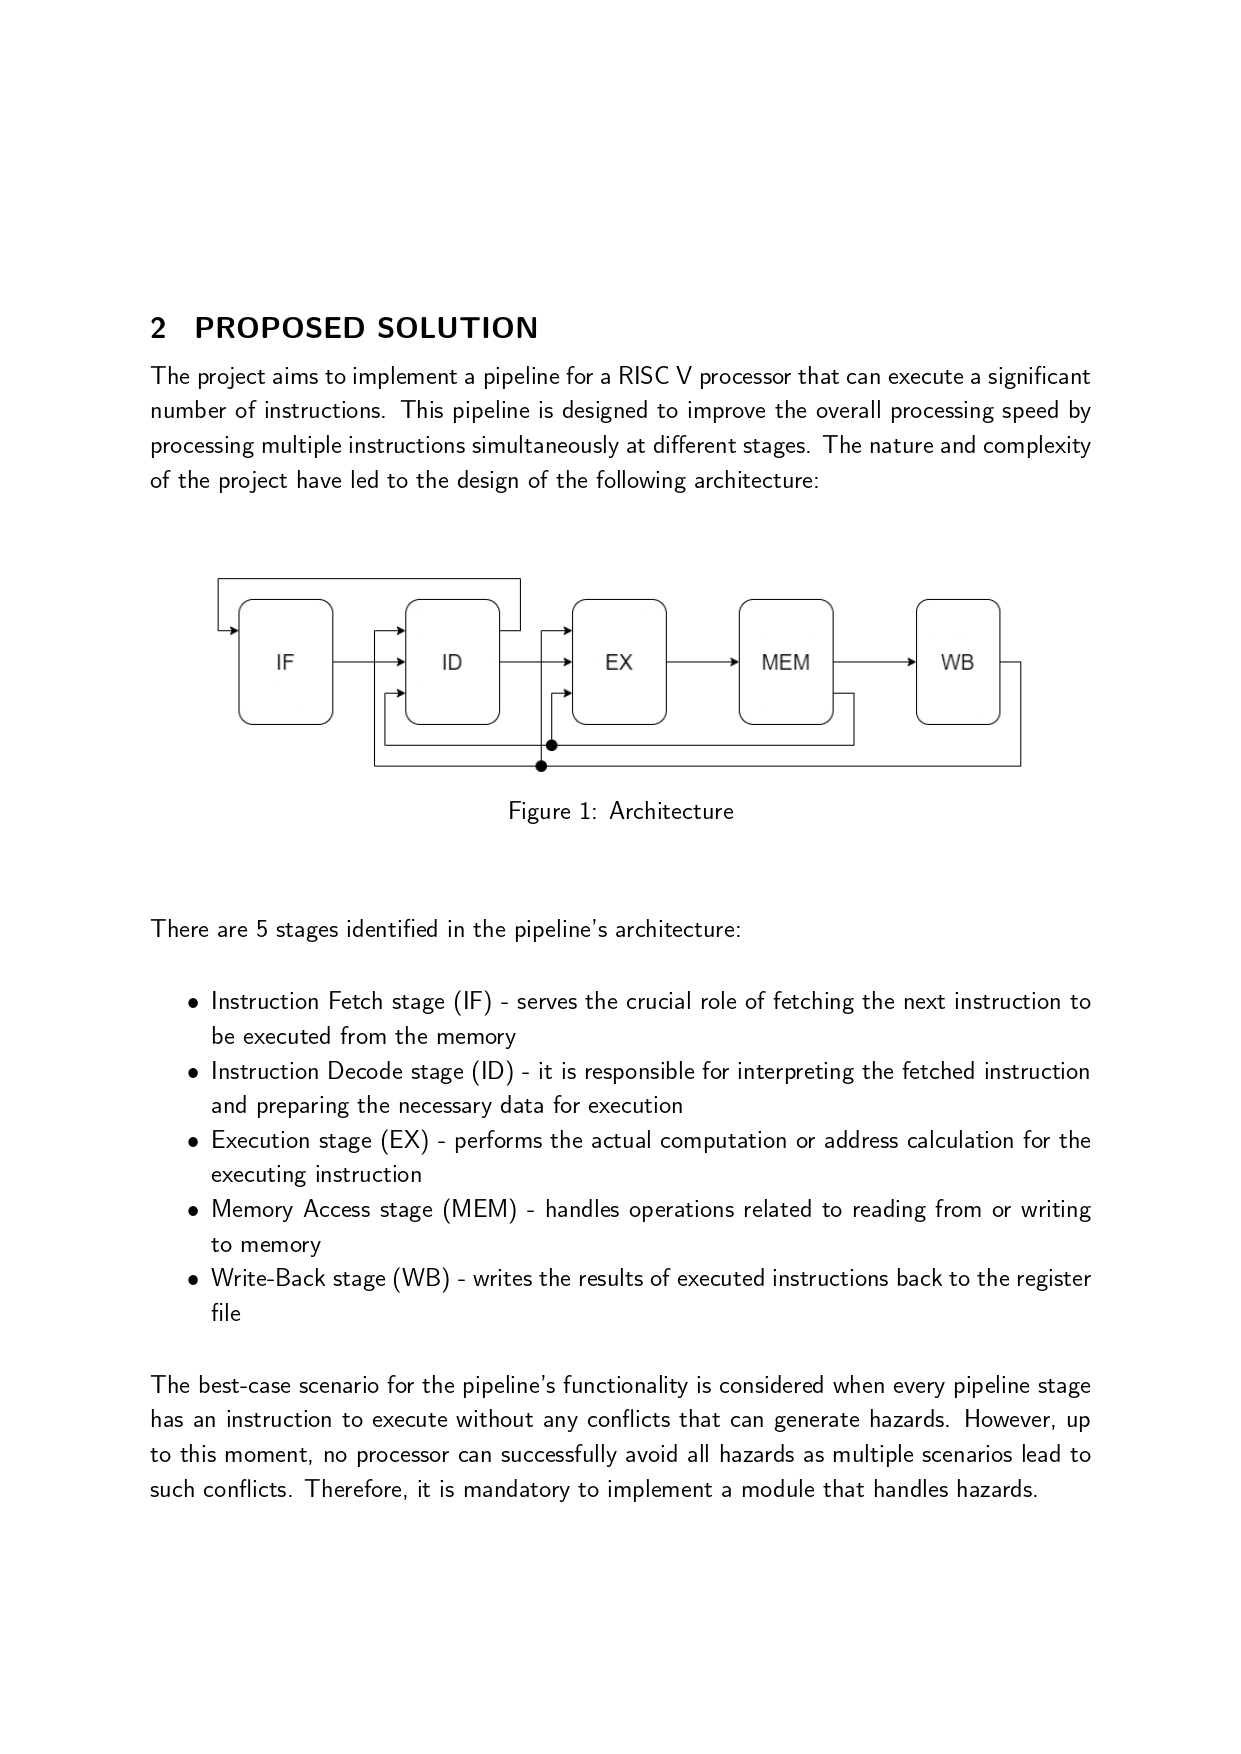 2 PROPOSED SOLUTION
The project aims to implement a pipeline for a RISC V processor that can execute a significant
number of instructions. This pipeline is designed to improve the overall processing speed by
processing multiple instructions simultaneously at different stages. The nature and complexity
of the project have led to the design of the following architecture:
IF ID EX MEM WB
Figure 1: Architecture
There are 5 stages identified in the pipeline's architecture:
• Instruction Fetch stage (IF) - serves the crucial role of fetching the next instruction to
be executed from the memory
• Instruction Decode stage (ID) - it is responsible for interpreting the fetched instruction
and preparing the necessary data for execution
• Execution stage (EX) - performs the actual computation or address calculation for the
executing instruction
• Memory Access stage (MEM) - handles operations related to reading from or writing
to memory
• Write-Back stage (WB) - writes the results of executed instructions back to the register
file
The best-case scenario for the pipeline's functionality is considered when every pipeline stage
has an instruction to execute without any conflicts that can generate hazards. However, up
to this moment, no processor can successfully avoid all hazards as multiple scenarios lead to
such conflicts. Therefore, it is mandatory to implement a module that handles hazards.